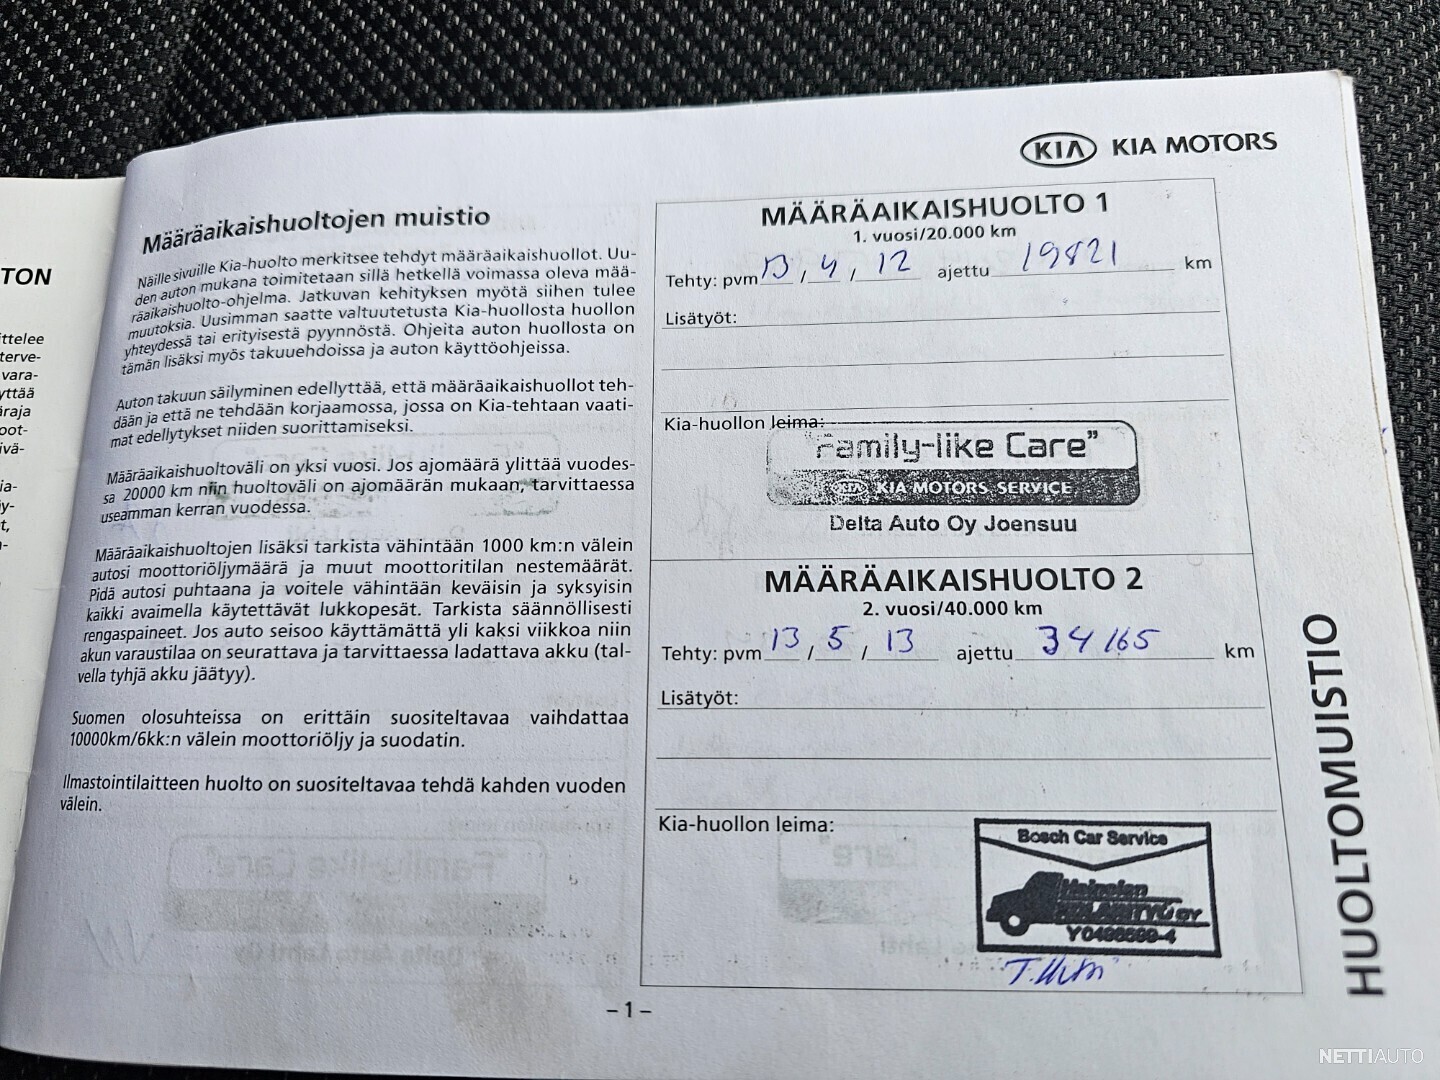 TON
ittelee
terve-
vara-
yttää
iraja
oot-
ivä-
KIA KIA MOTORS
Määräaikaishuoltojen muistio
Näille sivuille Kia-huolto merkitsee tehdyt määräaikaishuollot. Uu-
den auton mukana toimitetaan sillä hetkellä voimassa oleva mää-
räaikaishuolto-ohjelma. Jatkuvan kehityksen myötä siihen tulee
muutoksia. Uusimman saatte valtuutetusta Kia-huollosta huollon
yhteydessä tai erityisestä pyynnöstä. Ohjeita auton huollosta on
tämän lisäksi myös takuuehdoissa ja auton käyttöohjeissa.
Auton takuun säilyminen edellyttää, että määräaikaishuollot teh-
dään ja että ne tehdään korjaamossa, jossa on Kia-tehtaan vaati-
mat edellytykset niiden suorittamiseksi.
Määräaikaishuoltoväli on yksi vuosi. Jos ajomäärä ylittää vuodes-
sa 20000 km niin huoltoväli on ajomäärän mukaan, tarvittaessa
useamman kerran vuodessa.
Määräaikaishuoltojen lisäksi tarkista vähintään 1000 km:n välein
autosi moottoriöljymäärä ja muut moottoritilan nestemäärät.
Pidä autosi puhtaana ja voitele vähintään keväisin ja syksyisin
kaikki avaimella käytettävät lukkopesät. Tarkista säännöllisesti
rengaspaineet. Jos auto seisoo käyttämättä yli kaksi viikkoa niin
akun varaustilaa on seurattava ja tarvittaessa ladattava akku (tal-
vella tyhjä akku jäätyy).
Suomen olosuhteissa on erittäin suositeltavaa vaihdattaa
10000km/6kk:n välein moottoriöljy ja suodatin.
Ilmastointilaitteen huolto on suositeltavaa tehdä kahden vuoden
välein.
MÄÄRÄAIKAISHUOLTO 1
1. vuosi/20.000 km
Tehty: pvm 13 / 4 / 12 ajettu 19821 km
Lisätyöt:
Kia-huollon leima:
"Family-like Care"
KIA KIA MOTORS SERVICE
Delta Auto Oy Joensuu
MÄÄRÄAIKAISHUOLTO 2
2. vuosi/40.000 km
Tehty: pvm 13 / 5 / 13 ajettu 34165 km
Lisätyöt:
Kia-huollon leima:
Bosch Car Service
HUOLTOMUISTIO
– 1 –
NETTIAUTO